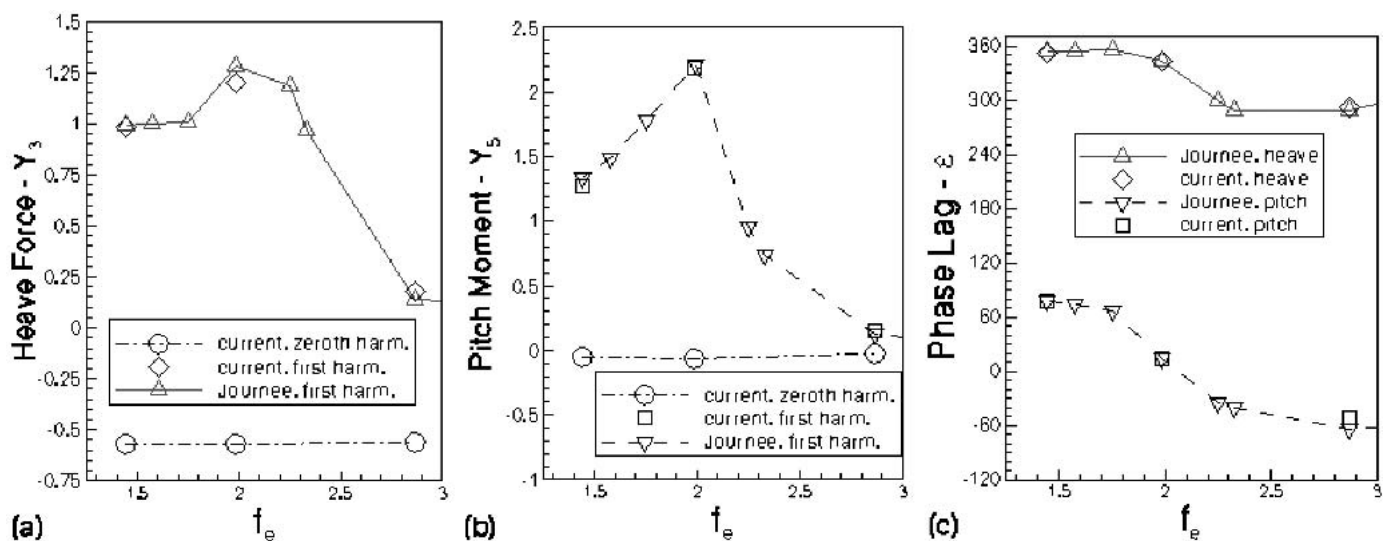 Heave Force - Y₃
1.5
1.25
1
0.75
0.5
0.25
0
-0.25
-0.5
-0.75
1.5
2
2.5
3
current. zeroth harm.
current. first harm.
Journee. first harm.
(a)
fₑ
Pitch Moment - Y₅
2.5
2
1.5
1
0.5
0
-0.5
-1
1.5
2
2.5
3
current. zeroth harm.
current. first harm.
Journee. first harm.
(b)
fₑ
Phase Lag - ε
360
300
240
180
120
60
0
-60
-120
1.5
2
2.5
3
Journee. heave
current. heave
Journee. pitch
current. pitch
(c)
fₑ